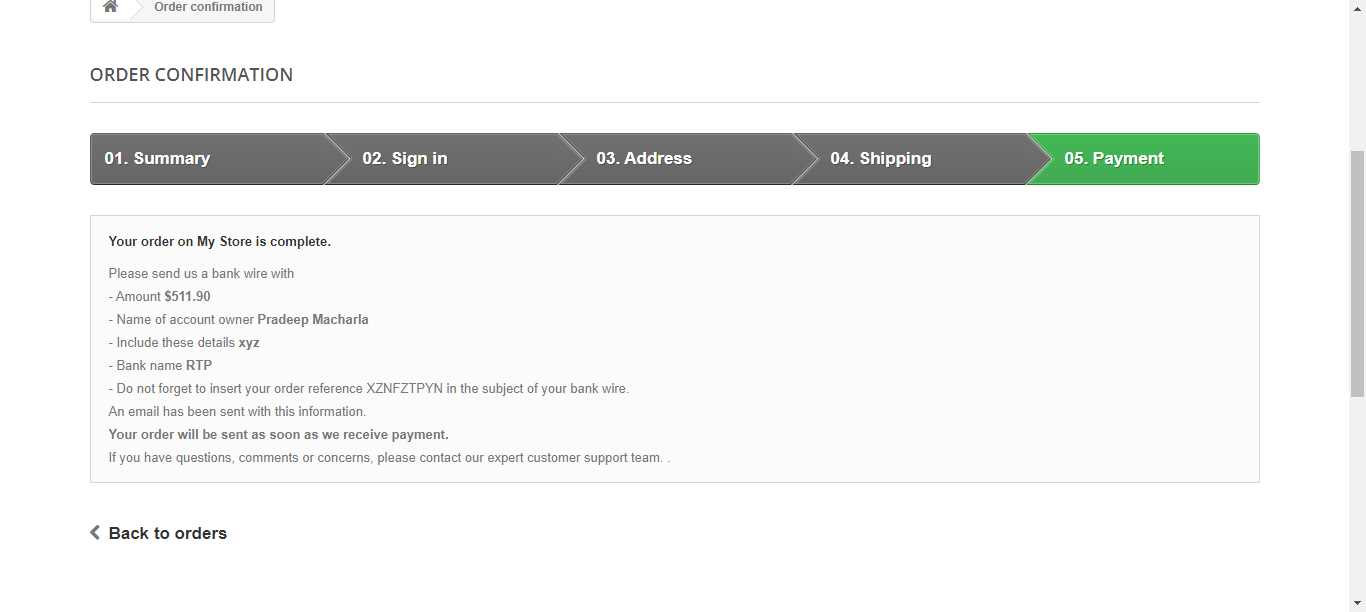 Order confirmation
ORDER CONFIRMATION
01. Summary
02. Sign in
03. Address
04. Shipping
05. Payment
Your order on My Store is complete.
Please send us a bank wire with
- Amount $511.90
- Name of account owner Pradeep Macharla
- Include these details xyz
- Bank name RTP
- Do not forget to insert your order reference XZNFZTPYN in the subject of your bank wire.
An email has been sent with this information.
Your order will be sent as soon as we receive payment.
If you have questions, comments or concerns, please contact our expert customer support team. .
Back to orders